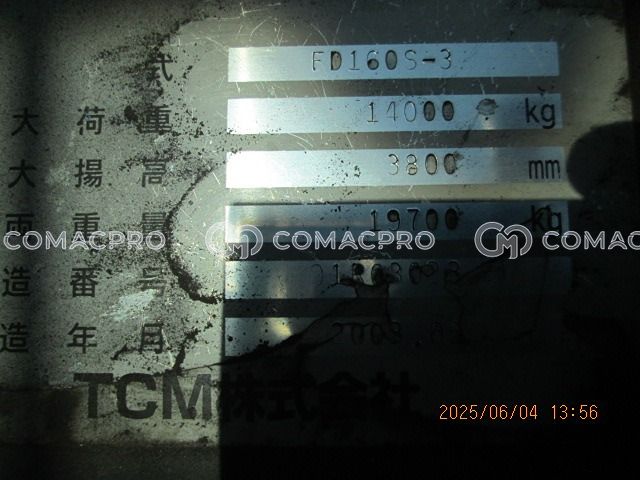 式 FD160S-3
大荷重 14000 kg
大揚高 3800 mm
両重量 19700 kg
COMACPRO COMACPRO COMACPRO
造番号
造年月
TCM株式会社
2025/06/04 13:56